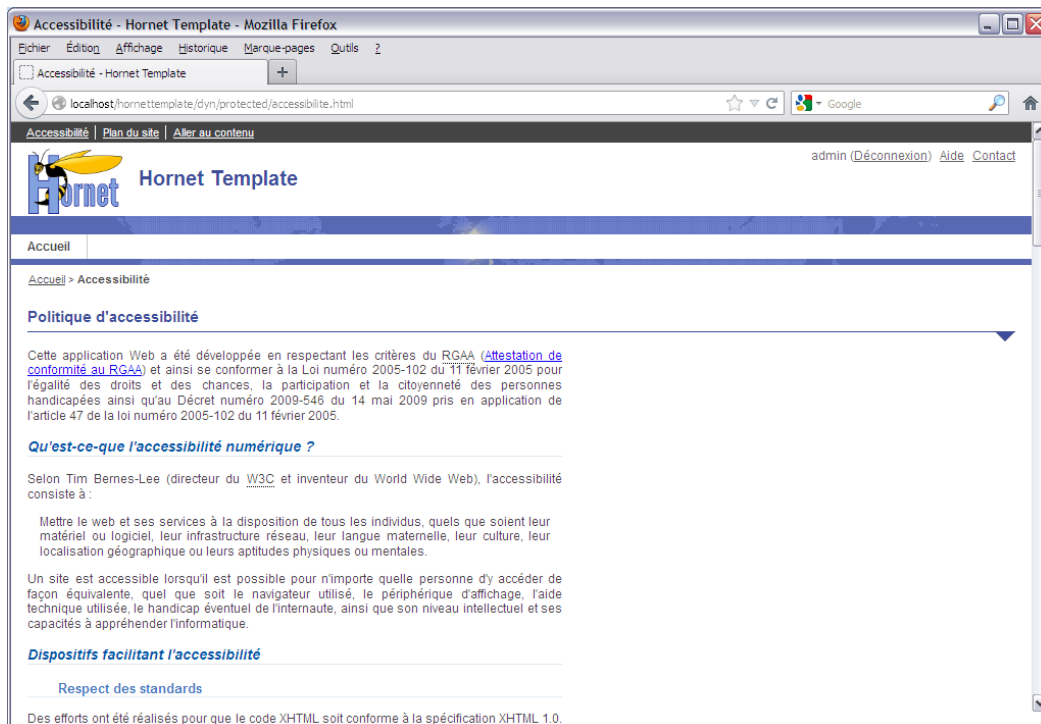 Accessibilité - Hornet Template - Mozilla Firefox
Fichier Édition Affichage Historique Marque-pages Outils ?
Accessibilité - Hornet Template +
localhost/hornettemplate/dyn/protected/accessibilite.html Google
Accessibilité | Plan du site | Aller au contenu
admin (Déconnexion) Aide Contact
Hornet
Hornet Template
Accueil
Accueil > Accessibilité
Politique d'accessibilité
Cette application Web a été développée en respectant les critères du RGAA (Attestation de
conformité au RGAA) et ainsi se conformer à la Loi numéro 2005-102 du 11 février 2005 pour
l'égalité des droits et des chances, la participation et la citoyenneté des personnes
handicapées ainsi qu'au Décret numéro 2009-546 du 14 mai 2009 pris en application de
l'article 47 de la loi numéro 2005-102 du 11 février 2005.
Qu'est-ce-que l'accessibilité numérique ?
Selon Tim Bernes-Lee (directeur du W3C et inventeur du World Wide Web), l'accessibilité
consiste à :
Mettre le web et ses services à la disposition de tous les individus, quels que soient leur
matériel ou logiciel, leur infrastructure réseau, leur langue maternelle, leur culture, leur
localisation géographique ou leurs aptitudes physiques ou mentales.
Un site est accessible lorsqu'il est possible pour n'importe quelle personne d'y accéder de
façon équivalente, quel que soit le navigateur utilisé, le périphérique d'affichage, l'aide
technique utilisée, le handicap éventuel de l'internaute, ainsi que son niveau intellectuel et ses
capacités à appréhender l'informatique.
Dispositifs facilitant l'accessibilité
Respect des standards
Des efforts ont été réalisés pour que le code XHTML soit conforme à la spécification XHTML 1.0.